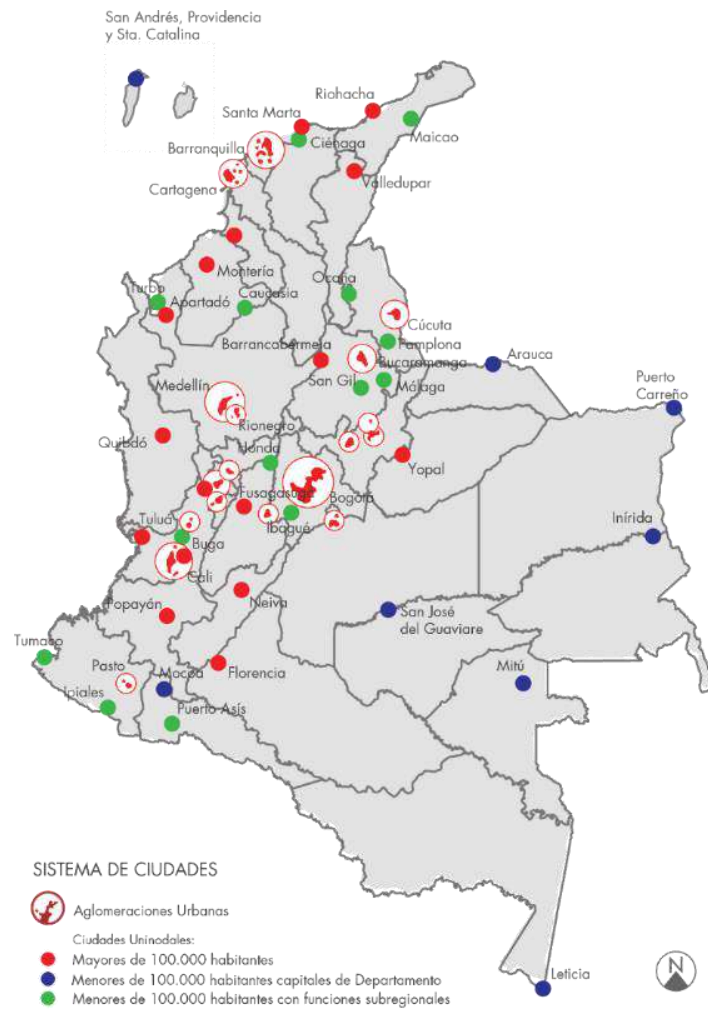 San Andrés, Providencia
y Sta. Catalina
Riohacha
Santa Marta
Maicao
Ciénaga
Barranquilla
Valledupar
Cartagena
Montería
Ocaña
Turbo
Caucasia
Apartadó
Cúcuta
Pamplona
Barrancabermeja
Arauca
Bucaramanga
Puerto
Carreño
San Gil
Málaga
Medellín
Rionegro
Quibdó
Honda
Yopal
Fusagasugá
Bogotá
Tuluá
Ibagué
Inírida
Buga
Cali
Neiva
Popayán
San José
del Guaviare
Tumaco
Pasto
Mocoa
Florencia
Mitú
Ipiales
Puerto Asís
SISTEMA DE CIUDADES
Aglomeraciones Urbanas
Ciudades Uninodales:
Mayores de 100.000 habitantes
Menores de 100.000 habitantes capitales de Departamento
Menores de 100.000 habitantes con funciones subregionales
Leticia
N